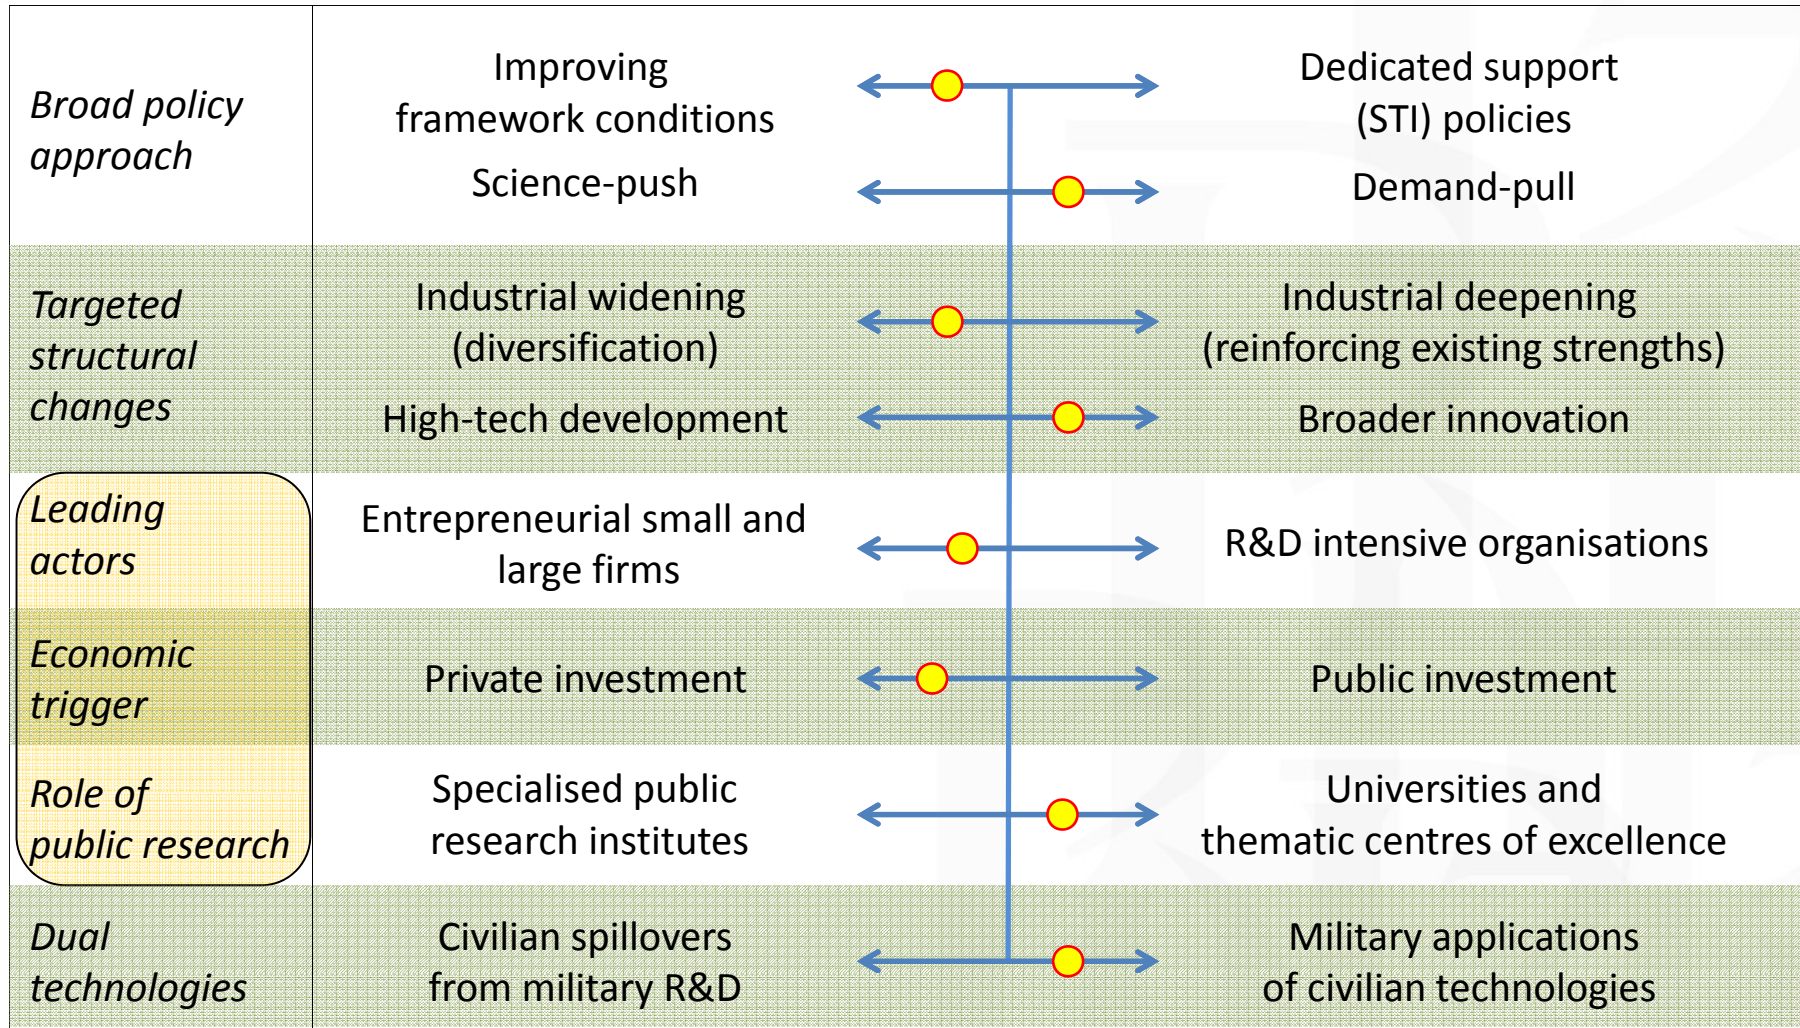 Broad policy
approach
Improving
framework conditions
Dedicated support
(STI) policies
Science-push
Demand-pull
Targeted
structural
changes
Industrial widening
(diversification)
Industrial deepening
(reinforcing existing strengths)
High-tech development
Broader innovation
Leading
actors
Entrepreneurial small and
large firms
R&D intensive organisations
Economic
trigger
Private investment
Public investment
Role of
public research
Specialised public
research institutes
Universities and
thematic centres of excellence
Dual
technologies
Civilian spillovers
from military R&D
Military applications
of civilian technologies